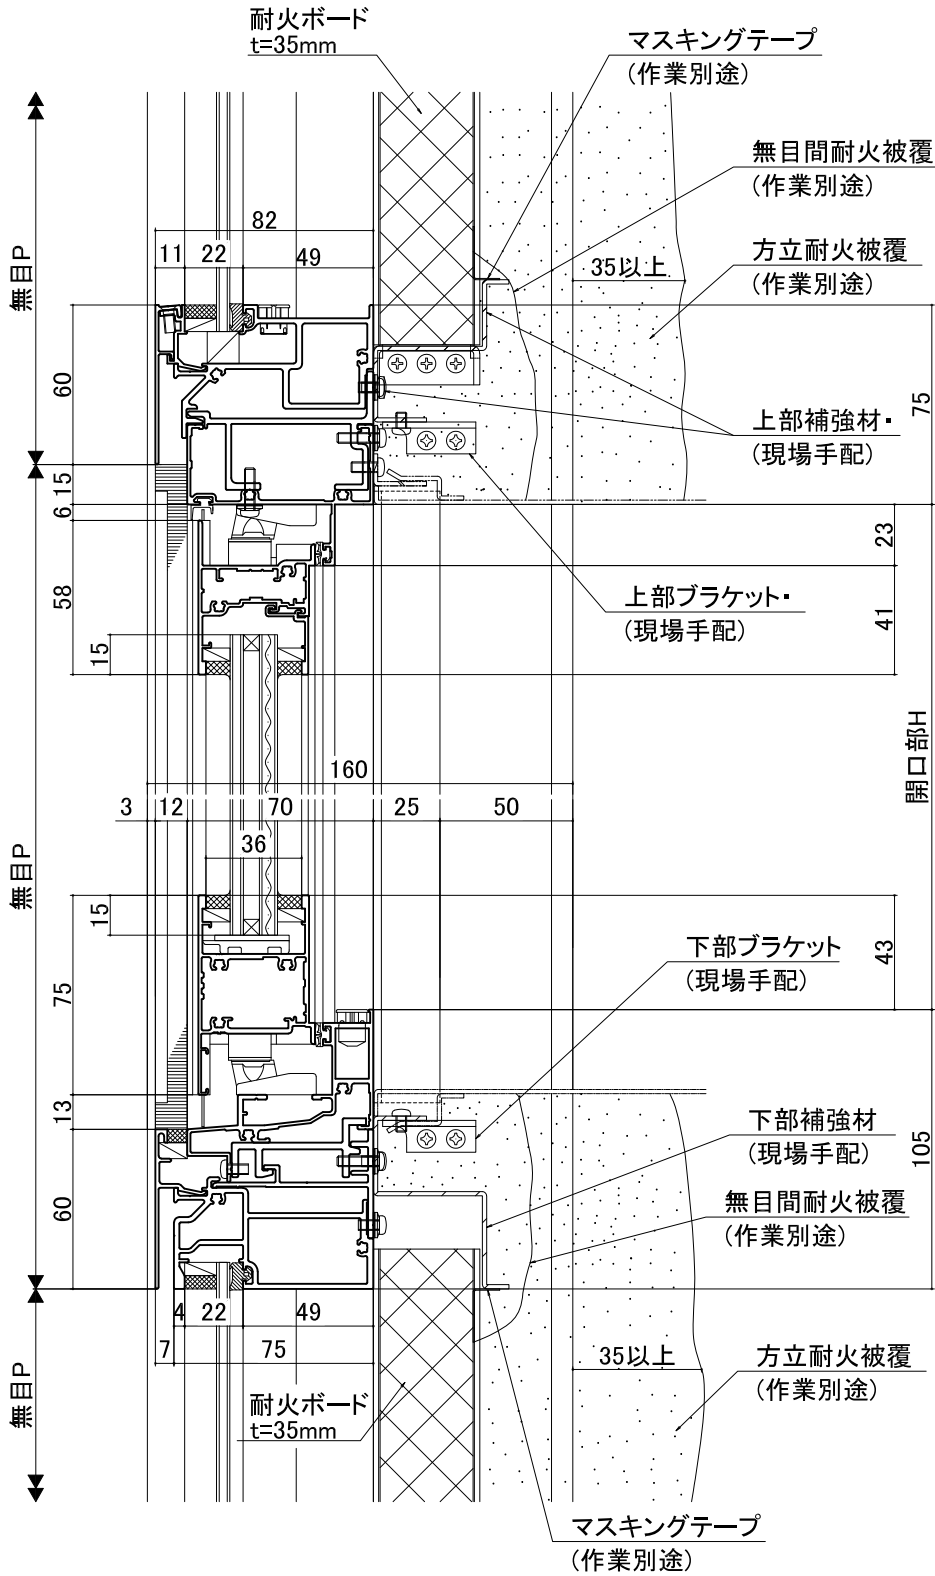 耐火ボード
t=35mm
マスキングテープ
(作業別途)
無目間耐火被覆
(作業別途)
82
11
22
49
35以上
方立耐火被覆
(作業別途)
無目P
60
75
上部補強材・
(現場手配)
15
6
23
58
上部ブラケット・
(現場手配)
41
15
160
開口部H
3
12
70
25
50
36
無目P
15
下部ブラケット
(現場手配)
43
75
13
下部補強材
(現場手配)
105
60
無目間耐火被覆
(作業別途)
4
22
49
7
75
35以上
方立耐火被覆
(作業別途)
無目P
耐火ボード
t=35mm
マスキングテープ
(作業別途)